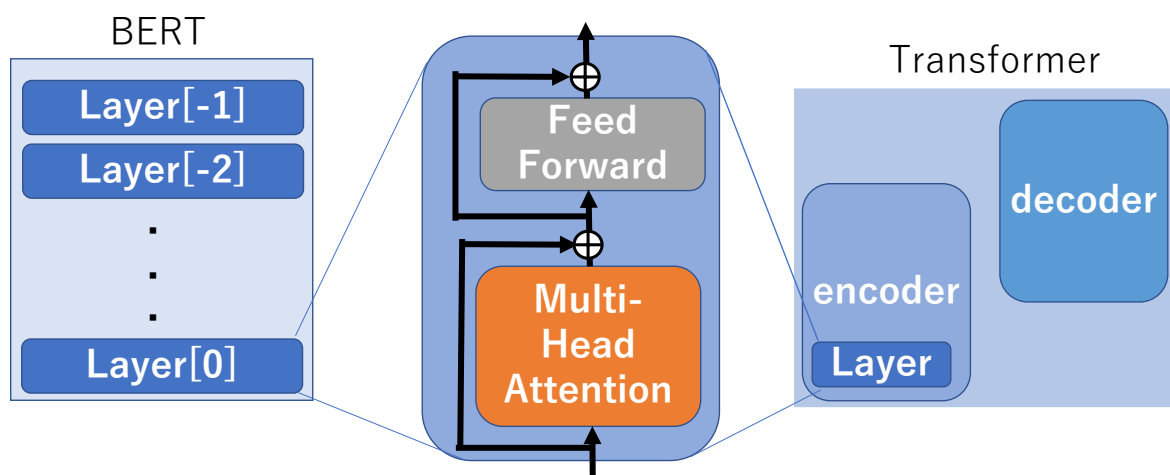 BERT
Layer[-1]
Layer[-2]
.
.
.
Layer[0]
Feed
Forward
Multi-
Head
Attention
Transformer
decoder
encoder
Layer